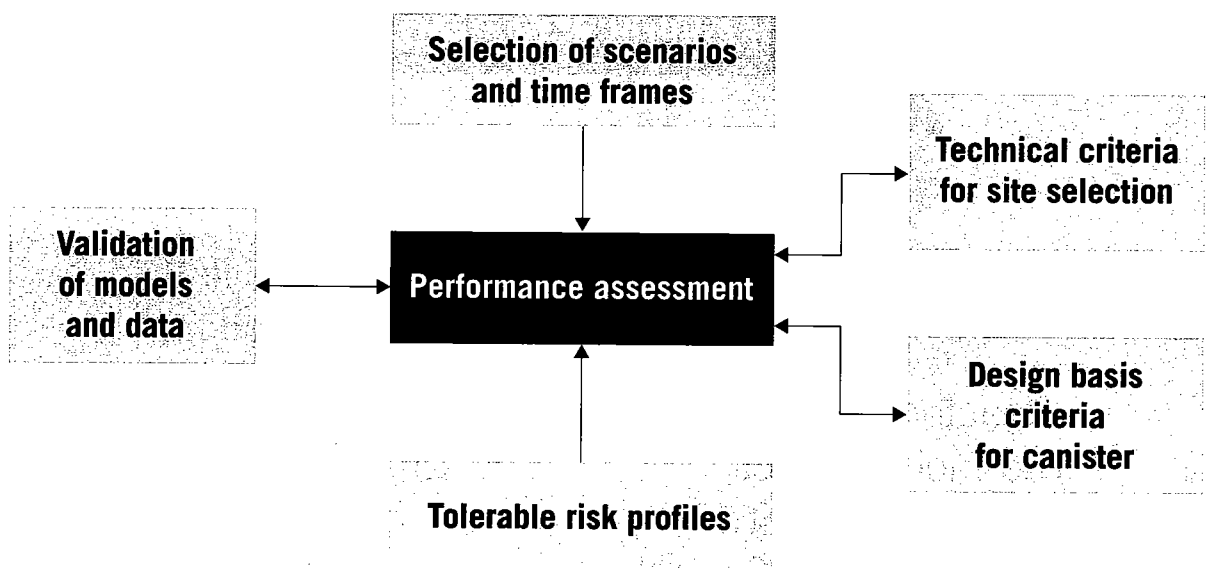 Selection of scenarios
and time frames
Technical criteria
for site selection
Validation
of models
and data
Performance assessment
Design basis
criteria
for canister
Tolerable risk profiles